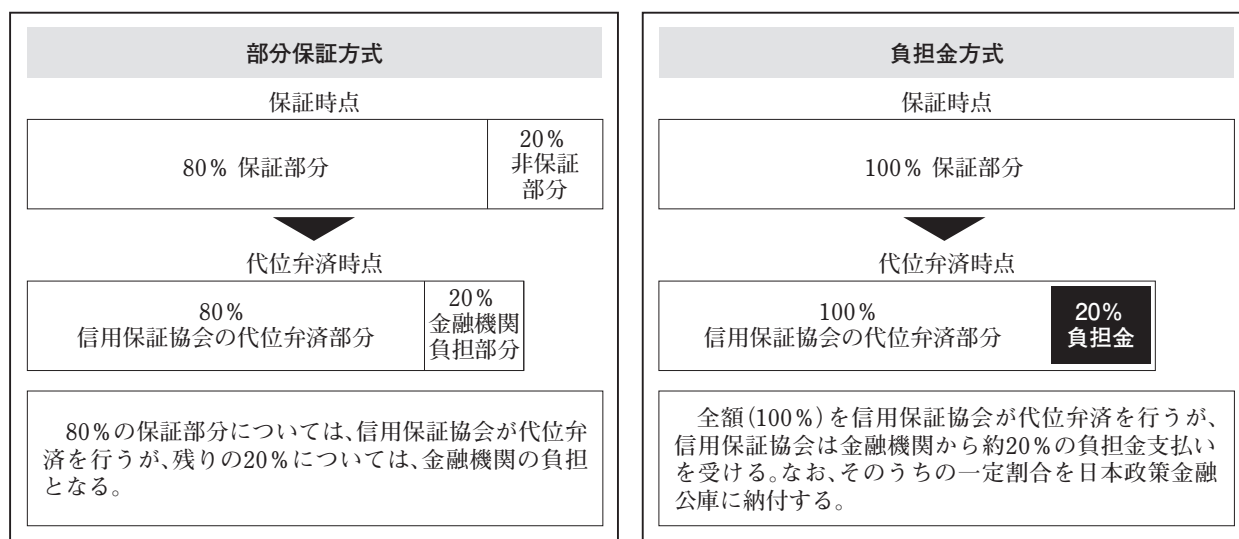 部分保証方式
保証時点
80% 保証部分
20%
非保証
部分
代位弁済時点
80%
信用保証協会の代位弁済部分
20%
金融機関
負担部分
80%の保証部分については、信用保証協会が代位弁
済を行うが、残りの20%については、金融機関の負担
となる。
負担金方式
保証時点
100% 保証部分
代位弁済時点
100%
信用保証協会の代位弁済部分
20%
負担金
全額(100%)を信用保証協会が代位弁済を行うが、
信用保証協会は金融機関から約20%の負担金支払い
を受ける。なお、そのうちの一定割合を日本政策金融
公庫に納付する。